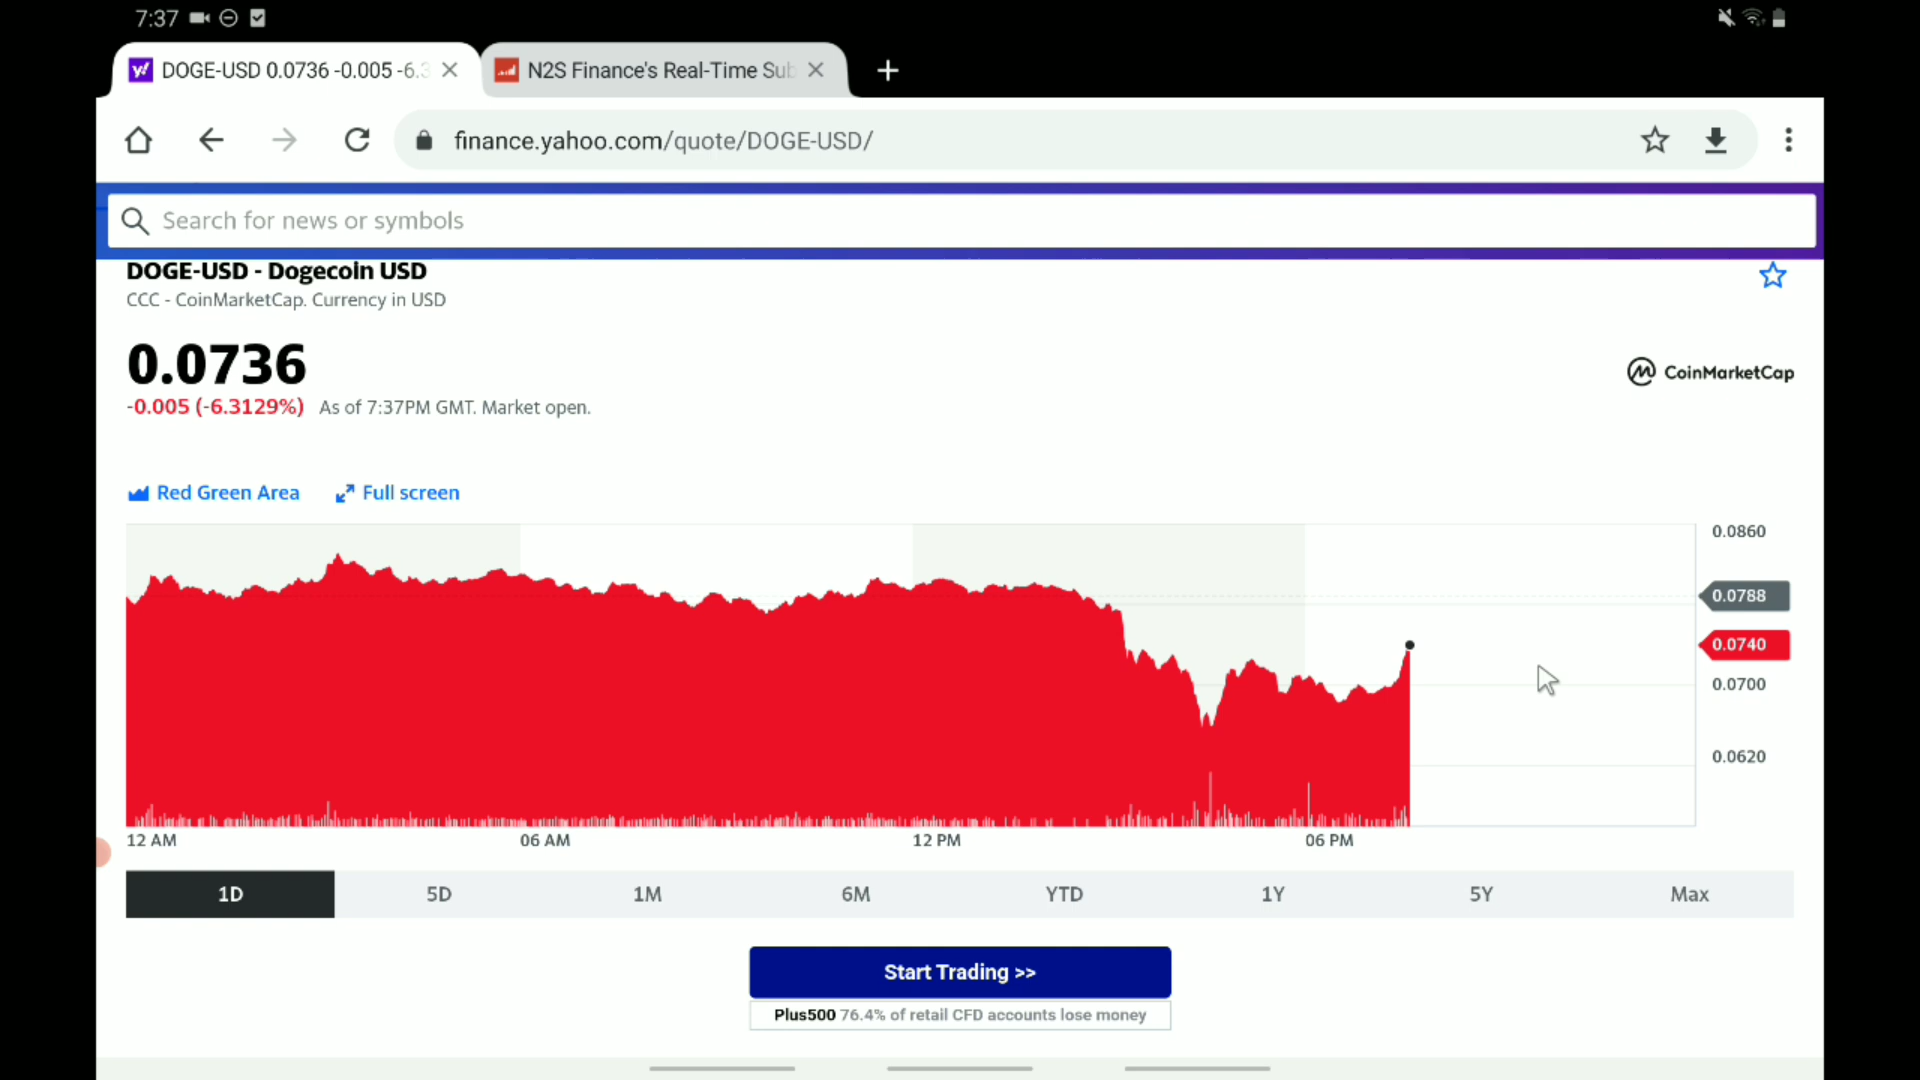 7:37
DOGE-USD 0.0736 -0.005 -6.3
N2S Finance's Real-Time Sub
finance.yahoo.com/quote/DOGE-USD/
Search for news or symbols
DOGE-USD - Dogecoin USD
CCC - CoinMarketCap. Currency in USD
0.0736
CoinMarketCap
-0.005 (-6.3129%) As of 7:37PM GMT. Market open.
Red Green Area Full screen
0.0860
0.0788
0.0740
0.0700
0.0620
12 AM 06 AM 12 PM 06 PM
1D 5D 1M 6M YTD 1Y 5Y Max
Start Trading >>
Plus500 76.4% of retail CFD accounts lose money